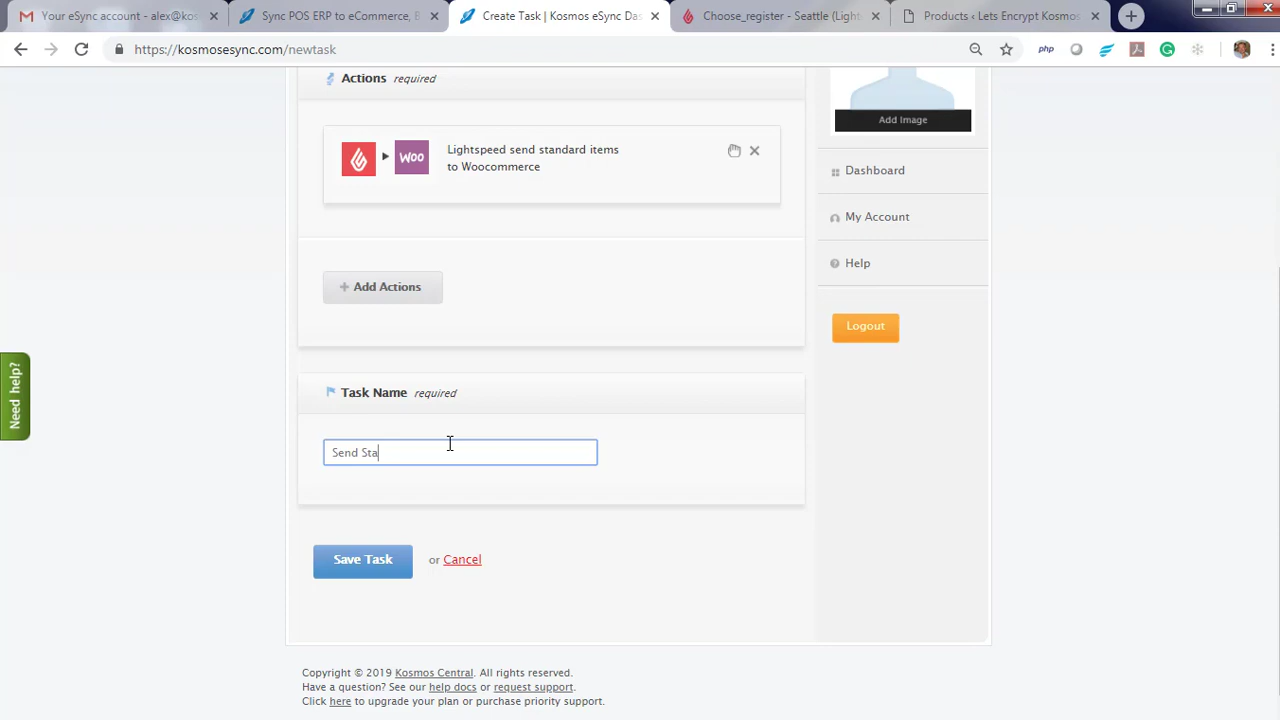 Your eSync account - alex@kos
Sync POS ERP to eCommerce, B
Create Task | Kosmos eSync Das
Choose_register - Seattle (Light
Products ‹ Lets Encrypt Kosmos
https://kosmosesync.com/newtask
php
Actions required
Woo
Lightspeed send standard items
to Woocommerce
Add Actions
Task Name required
Send Sta
Save Task
or Cancel
Add Image
Dashboard
My Account
Help
Logout
Need help?
Copyright © 2019 Kosmos Central. All rights reserved.
Have a question? See our help docs or request support.
Click here to upgrade your plan or purchase priority support.